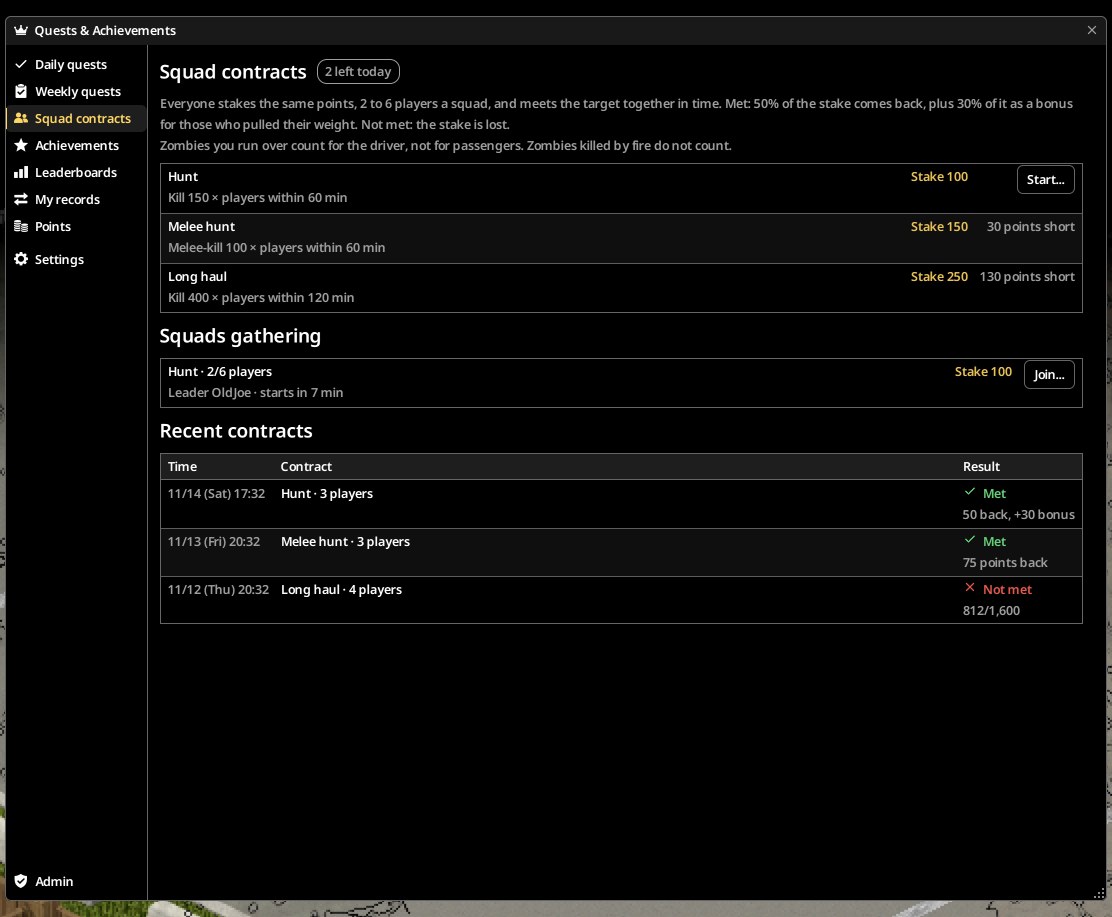 Quests & Achievements
Daily quests
Weekly quests
Squad contracts
Achievements
Leaderboards
My records
Points
Settings
Admin
Squad contracts 2 left today
Everyone stakes the same points, 2 to 6 players a squad, and meets the target together in time. Met: 50% of the stake comes back, plus 30% of it as a bonus
for those who pulled their weight. Not met: the stake is lost.
Zombies you run over count for the driver, not for passengers. Zombies killed by fire do not count.
Hunt Stake 100 Start...
Kill 150 × players within 60 min
Melee hunt Stake 150 30 points short
Melee-kill 100 × players within 60 min
Long haul Stake 250 130 points short
Kill 400 × players within 120 min
Squads gathering
Hunt · 2/6 players Stake 100 Join...
Leader OldJoe · starts in 7 min
Recent contracts
Time Contract Result
11/14 (Sat) 17:32 Hunt · 3 players Met
50 back, +30 bonus
11/13 (Fri) 20:32 Melee hunt · 3 players Met
75 points back
11/12 (Thu) 20:32 Long haul · 4 players Not met
812/1,600